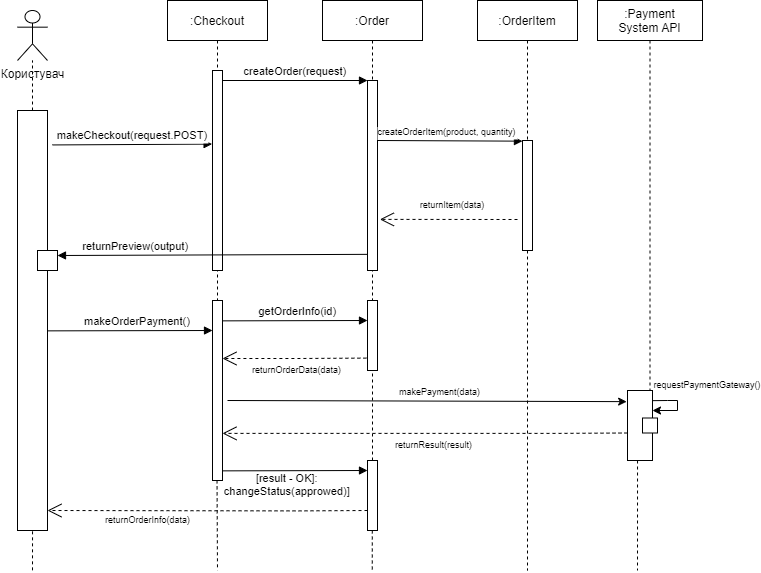 :Checkout
:Order
:OrderItem
:Payment
System API
Користувач
createOrder(request)
makeCheckout(request.POST)
createOrderItem(product, quantity)
returnItem(data)
returnPreview(output)
getOrderInfo(id)
makeOrderPayment()
returnOrderData(data)
requestPaymentGateway()
makePayment(data)
returnResult(result)
[result - OK]:
changeStatus(approved)]
returnOrderInfo(data)